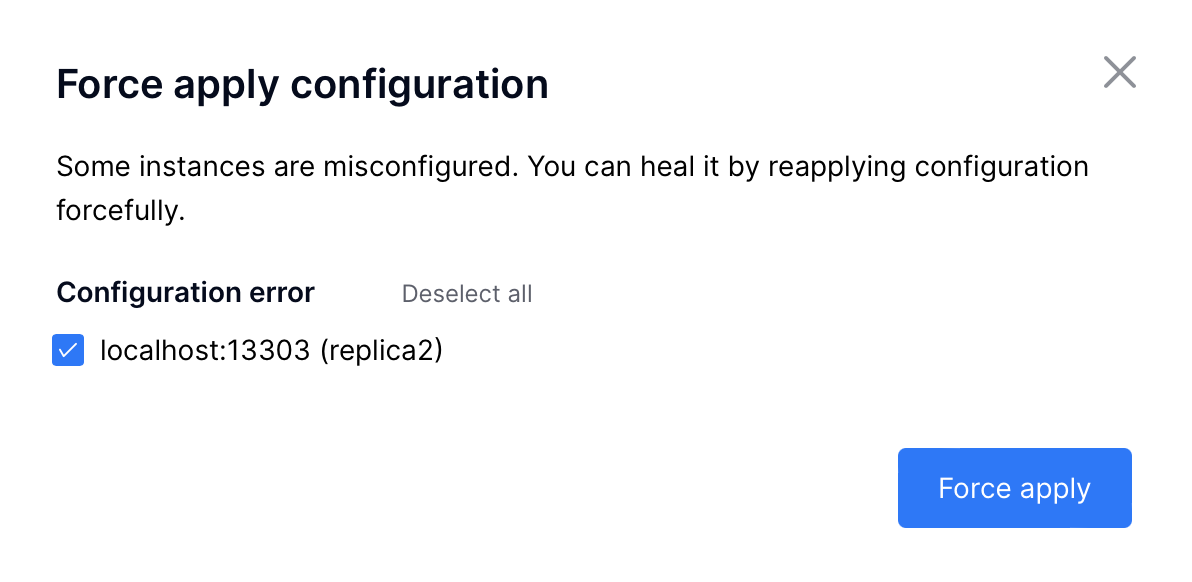 Force apply configuration
Some instances are misconfigured. You can heal it by reapplying configuration
forcefully.
Configuration error Deselect all
localhost:13303 (replica2)
Force apply